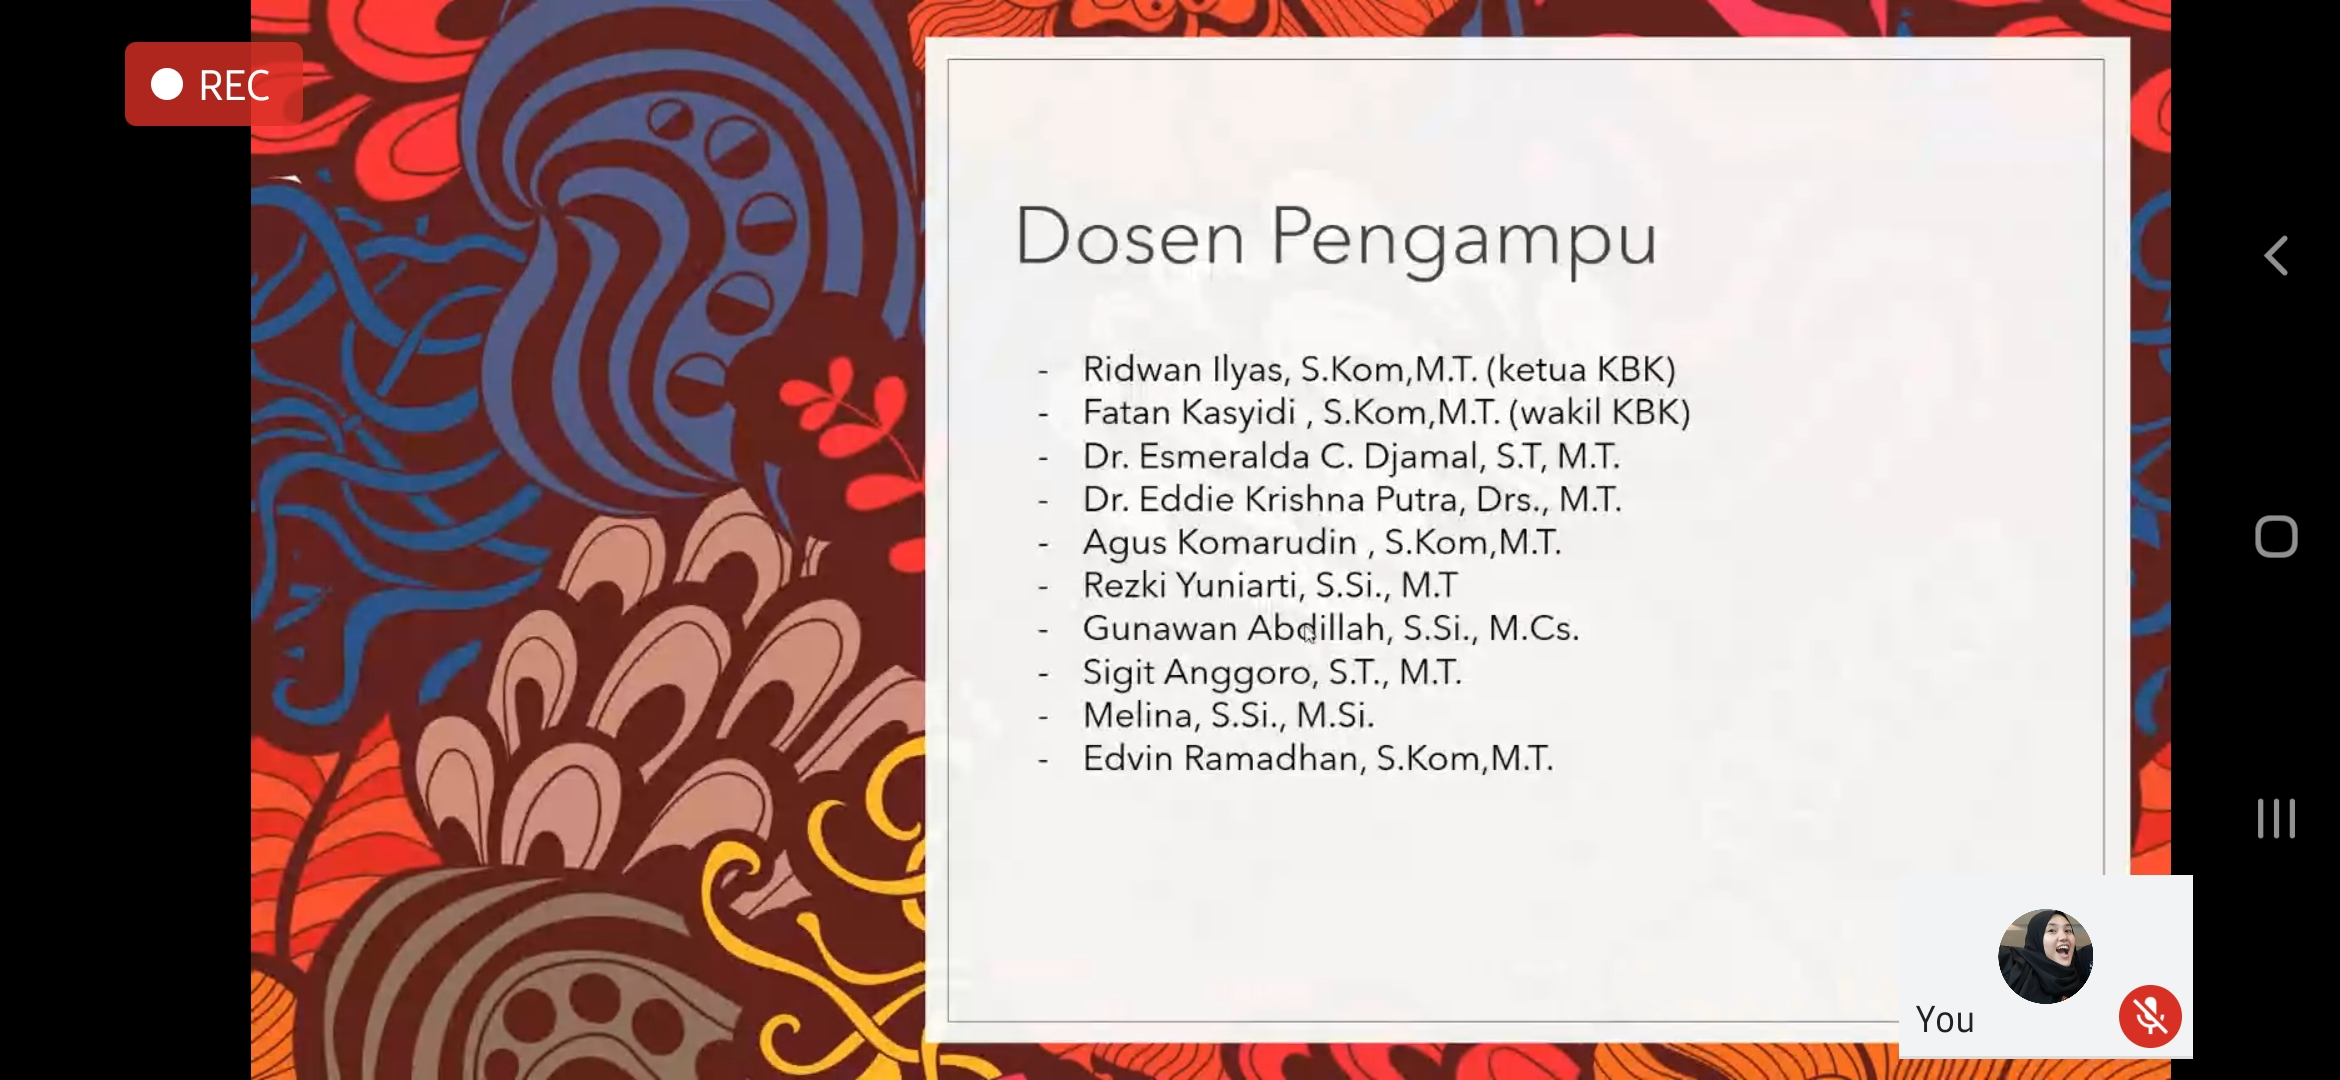 REC
Dosen Pengampu
- Ridwan Ilyas, S.Kom,M.T. (ketua KBK)
- Fatan Kasyidi , S.Kom,M.T. (wakil KBK)
- Dr. Esmeralda C. Djamal, S.T, M.T.
- Dr. Eddie Krishna Putra, Drs., M.T.
- Agus Komarudin , S.Kom,M.T.
- Rezki Yuniarti, S.Si., M.T
- Gunawan Abdillah, S.Si., M.Cs.
- Sigit Anggoro, S.T., M.T.
- Melina, S.Si., M.Si.
- Edvin Ramadhan, S.Kom,M.T.
You